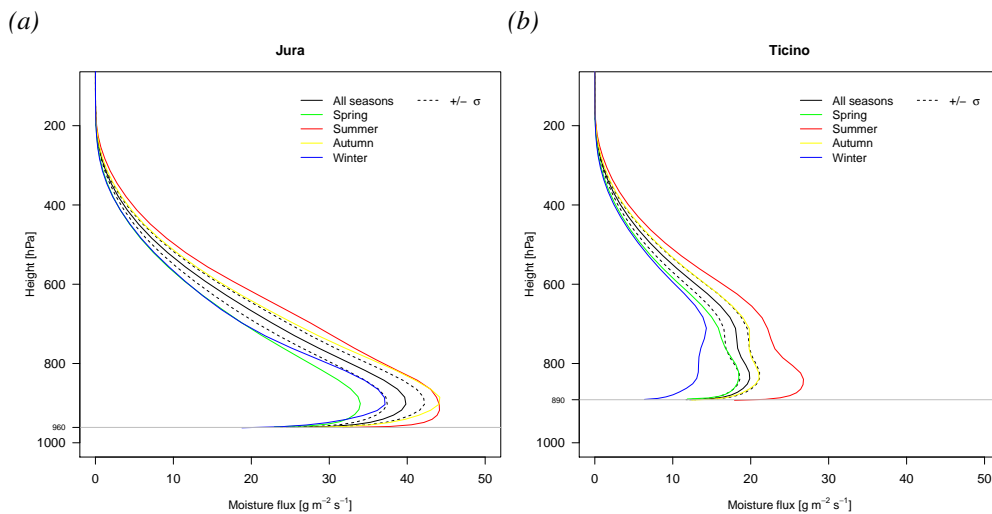 (a)
Jura
All seasons
Spring
Summer
Autumn
Winter
+/− σ
Height [hPa]
200
400
600
800
960
1000
0 10 20 30 40 50
Moisture flux [g m⁻² s⁻¹]
(b)
Ticino
All seasons
Spring
Summer
Autumn
Winter
+/− σ
Height [hPa]
200
400
600
800
890
1000
0 10 20 30 40 50
Moisture flux [g m⁻² s⁻¹]